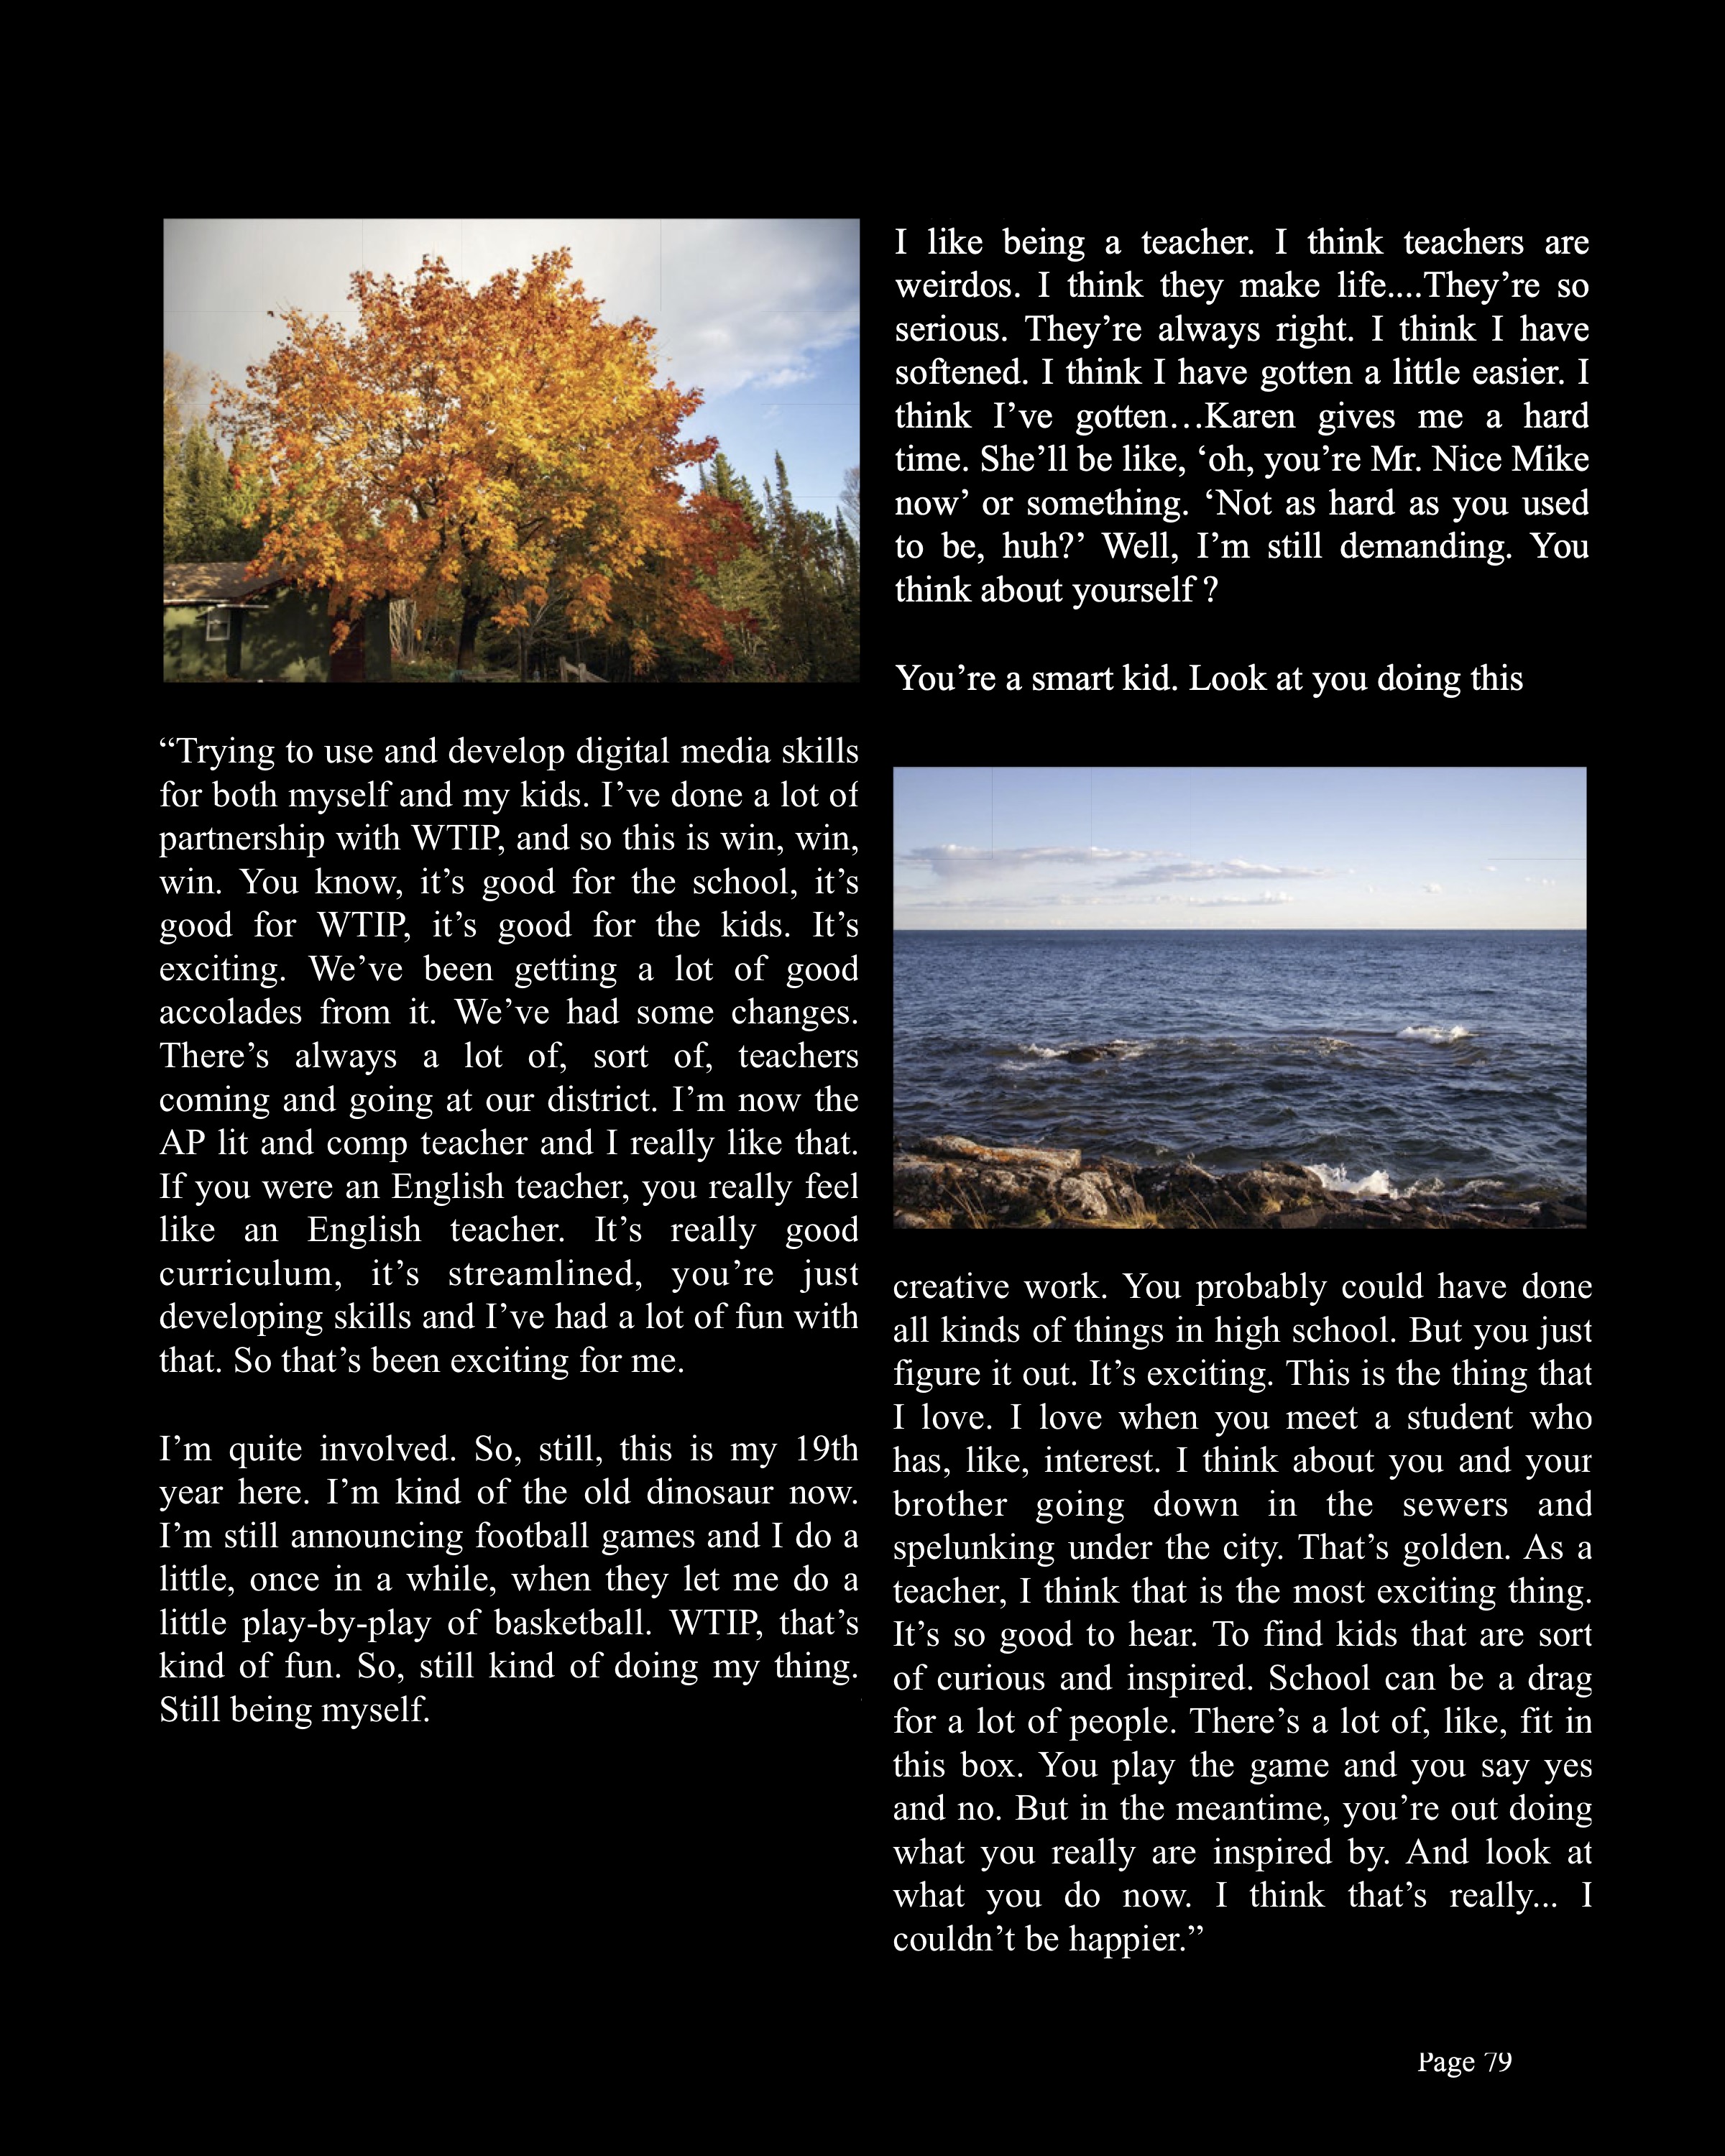 “Trying to use and develop digital media skills
for both myself and my kids. I’ve done a lot of
partnership with WTIP, and so this is win, win,
win. You know, it’s good for the school, it’s
good for WTIP, it’s good for the kids. It’s
exciting. We’ve been getting a lot of good
accolades from it. We’ve had some changes.
There’s always a lot of, sort of, teachers
coming and going at our district. I’m now the
AP lit and comp teacher and I really like that.
If you were an English teacher, you really feel
like an English teacher. It’s really good
curriculum, it’s streamlined, you’re just
developing skills and I’ve had a lot of fun with
that. So that’s been exciting for me.
I’m quite involved. So, still, this is my 19th
year here. I’m kind of the old dinosaur now.
I’m still announcing football games and I do a
little, once in a while, when they let me do a
little play-by-play of basketball. WTIP, that’s
kind of fun. So, still kind of doing my thing.
Still being myself.
I like being a teacher. I think teachers are
weirdos. I think they make life....They’re so
serious. They’re always right. I think I have
softened. I think I have gotten a little easier. I
think I’ve gotten…Karen gives me a hard
time. She’ll be like, ‘oh, you’re Mr. Nice Mike
now’ or something. ‘Not as hard as you used
to be, huh?’ Well, I’m still demanding. You
think about yourself ?
You’re a smart kid. Look at you doing this
creative work. You probably could have done
all kinds of things in high school. But you just
figure it out. It’s exciting. This is the thing that
I love. I love when you meet a student who
has, like, interest. I think about you and your
brother going down in the sewers and
spelunking under the city. That’s golden. As a
teacher, I think that is the most exciting thing.
It’s so good to hear. To find kids that are sort
of curious and inspired. School can be a drag
for a lot of people. There’s a lot of, like, fit in
this box. You play the game and you say yes
and no. But in the meantime, you’re out doing
what you really are inspired by. And look at
what you do now. I think that’s really... I
couldn’t be happier.”
Page 79